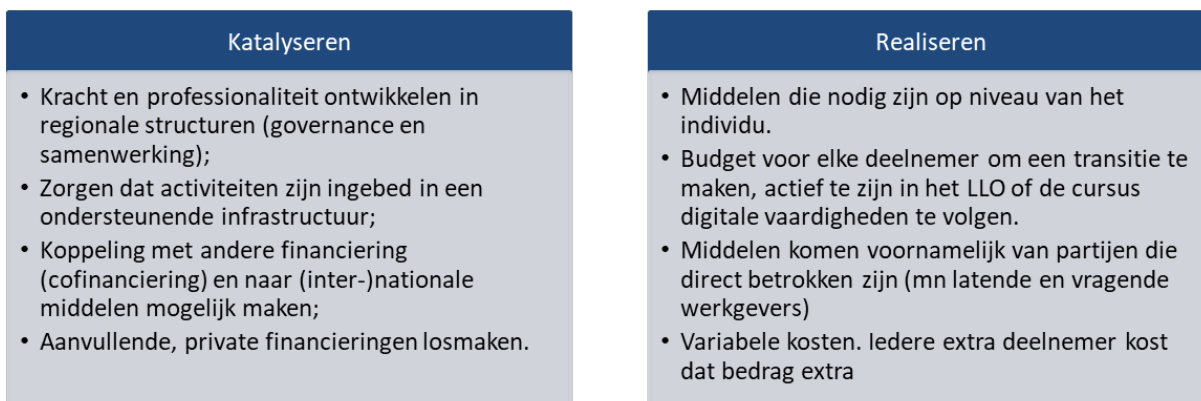 Katalyseren
• Kracht en professionaliteit ontwikkelen in
regionale structuren (governance en
samenwerking);
• Zorgen dat activiteiten zijn ingebed in een
ondersteunende infrastructuur;
• Koppeling met andere financiering
(cofinanciering) en naar (inter-)nationale
middelen mogelijk maken;
• Aanvullende, private financieringen losmaken.
Realiseren
• Middelen die nodig zijn op niveau van het
individu.
• Budget voor elke deelnemer om een transitie te
maken, actief te zijn in het LLO of de cursus
digitale vaardigheden te volgen.
• Middelen komen voornamelijk van partijen die
direct betrokken zijn (mn latende en vragende
werkgevers)
• Variabele kosten. Iedere extra deelnemer kost
dat bedrag extra